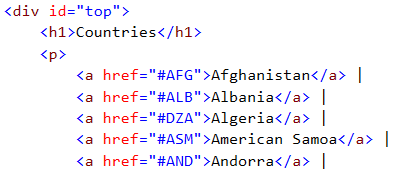 <div id="top">
<h1>Countries</h1>
<p>
<a href="#AFG">Afghanistan</a> |
<a href="#ALB">Albania</a> |
<a href="#DZA">Algeria</a> |
<a href="#ASM">American Samoa</a> |
<a href="#AND">Andorra</a> |